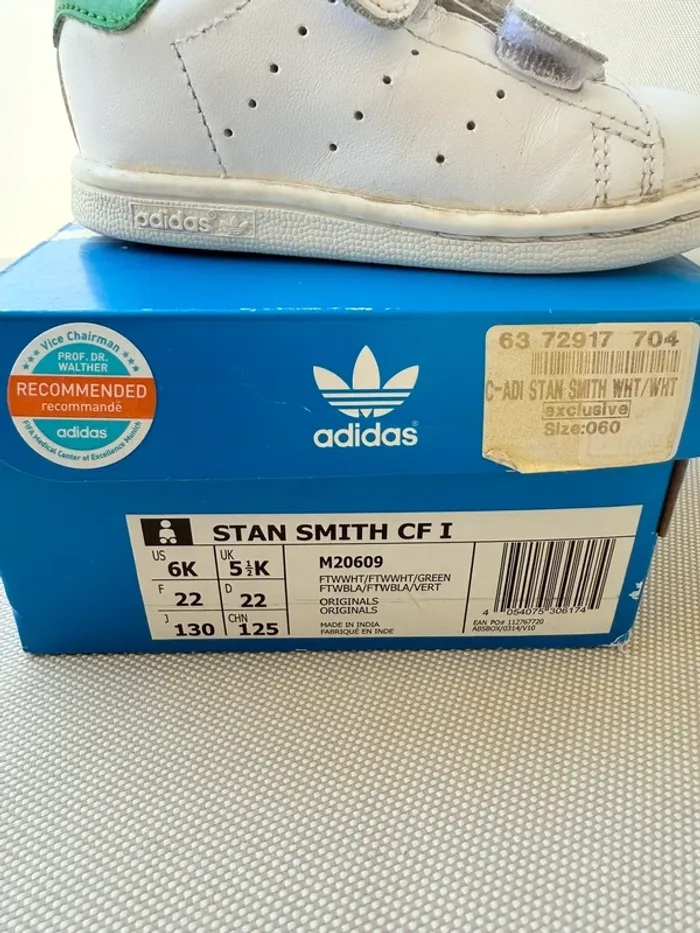 adidas
Vice Chairman
PROF. DR.
WALTHER
RECOMMENDED
recommandé
adidas
FIFA Medical Center of Excellence Munich
adidas
63 72917 704
C-ADI STAN SMITH WHT/WHT
exclusive
Size:060
STAN SMITH CF I
US
6K
UK
5½K
F
22
D
22
J
130
CHN
125
M20609
FTWWHT/FTWWHT/GREEN
FTWBLA/FTWBLA/VERT
ORIGINALS
ORIGINALS
MADE IN INDIA
FABRIQUÉ EN INDE
4 054075 306174
EAN PO# 112767720
ABSBOX/0314/V10